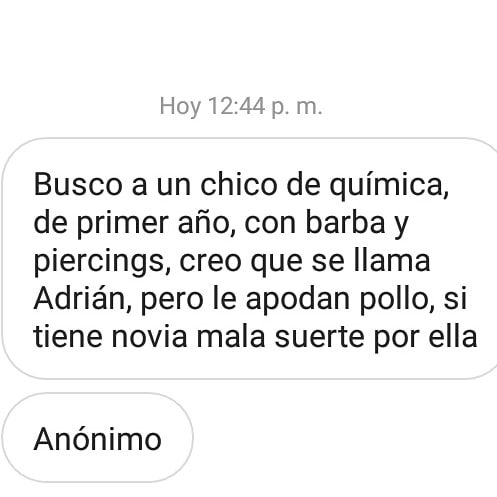 Hoy 12:44 p. m.
Busco a un chico de química,
de primer año, con barba y
piercings, creo que se llama
Adrián, pero le apodan pollo, si
tiene novia mala suerte por ella
Anónimo